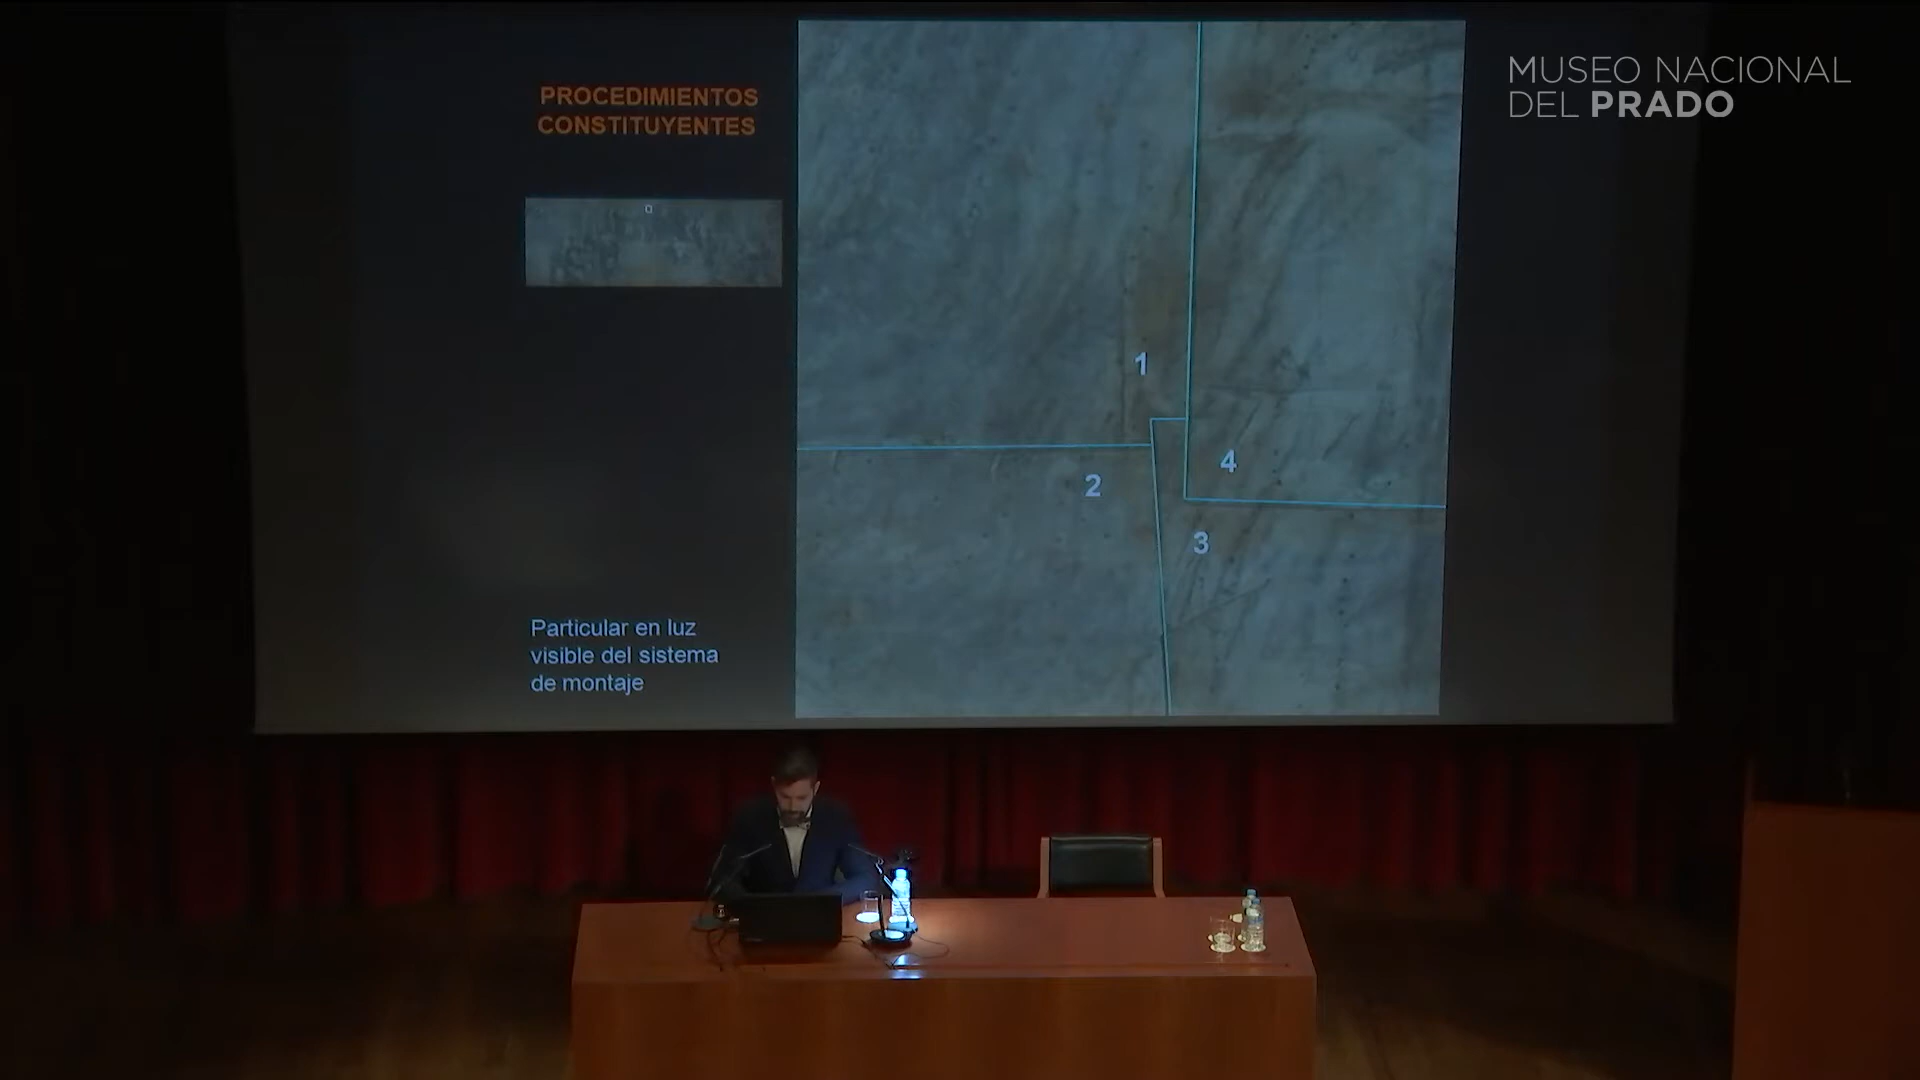 PROCEDIMIENTOS
CONSTITUYENTES
MUSEO NACIONAL
DEL PRADO
1
2
4
3
Particular en luz
visible del sistema
de montaje